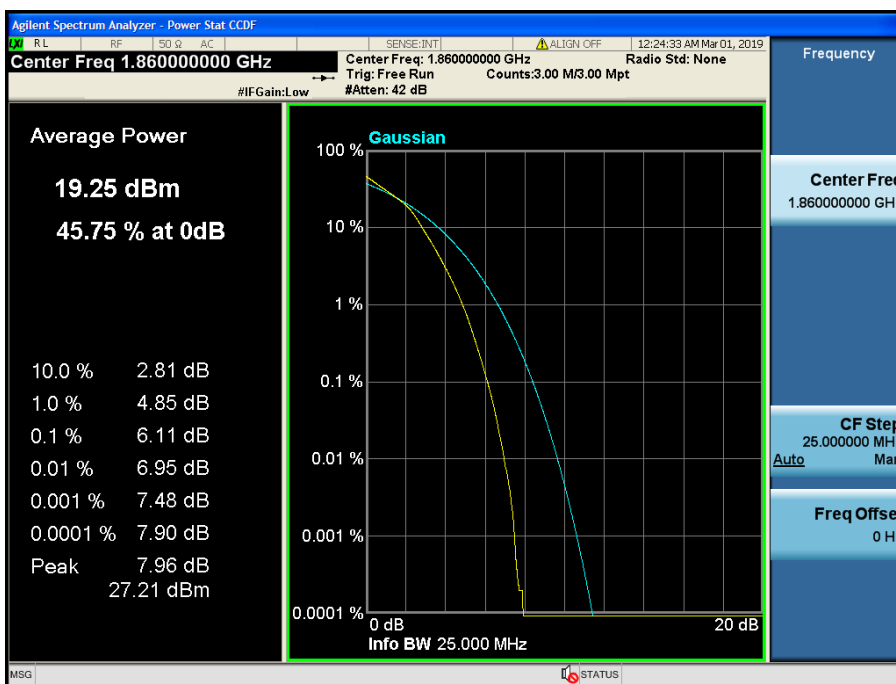 Agilent Spectrum Analyzer - Power Stat CCDF
LXI RL RF 50 Ω AC SENSE:INT ALIGN OFF 12:24:33 AM Mar 01, 2019
Center Freq 1.860000000 GHz
Center Freq: 1.860000000 GHz Radio Std: None
Trig: Free Run Counts:3.00 M/3.00 Mpt
#IFGain:Low #Atten: 42 dB
Average Power
19.25 dBm
45.75 % at 0dB
10.0 % 2.81 dB
1.0 % 4.85 dB
0.1 % 6.11 dB
0.01 % 6.95 dB
0.001 % 7.48 dB
0.0001 % 7.90 dB
Peak 7.96 dB
27.21 dBm
Gaussian
100 %
10 %
1 %
0.1 %
0.01 %
0.001 %
0.0001 %
0 dB 20 dB
Info BW 25.000 MHz
Frequency
Center Fre
1.860000000 GH
CF Ste
25.000000 MH
Auto Ma
Freq Offse
0 H
MSG STATUS